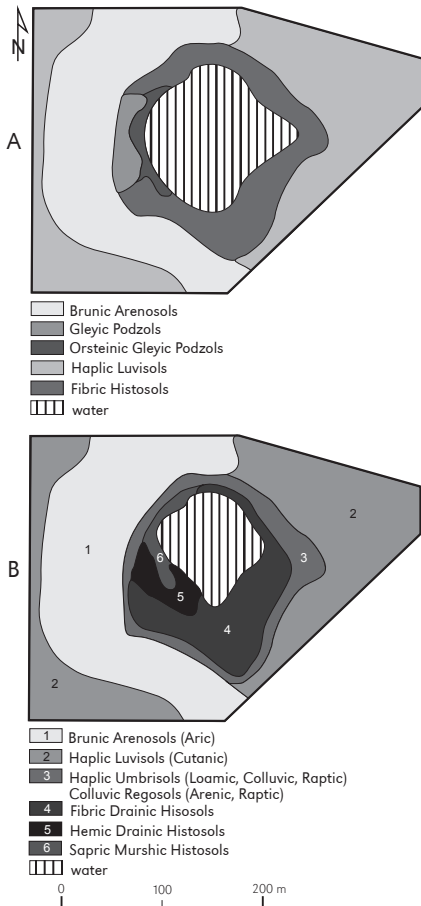 N
A
Brunic Arenosols
Gleyic Podzols
Orsteinic Gleyic Podzols
Haplic Luvisols
Fibric Histosols
water
B
1
2
3
6
5
4
2
1 Brunic Arenosols (Aric)
2 Haplic Luvisols (Cutanic)
3 Haplic Umbrisols (Loamic, Colluvic, Raptic)
Colluvic Regosols (Arenic, Raptic)
4 Fibric Drainic Hisosols
5 Hemic Drainic Histosols
6 Sapric Murshic Histosols
water
0 100 200 m